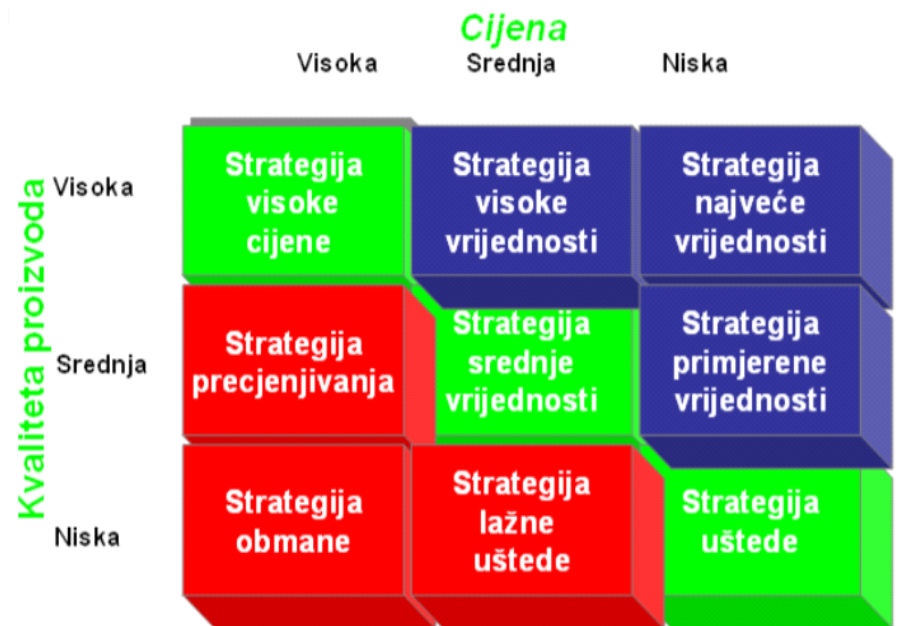 Cijena
Visoka Srednja Niska
Kvaliteta proizvoda
Visoka
Strategija
visoke
cijene
Strategija
visoke
vrijednosti
Strategija
najveće
vrijednosti
Srednja
Strategija
precjenjivanja
Strategija
srednje
vrijednosti
Strategija
primjerene
vrijednosti
Niska
Strategija
obmane
Strategija
lažne
uštede
Strategija
uštede